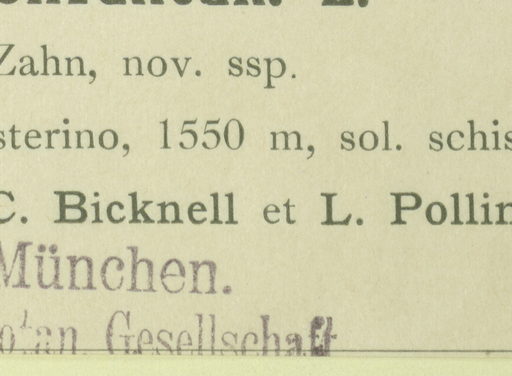 Zahn, nov. ssp.
sterino, 1550 m, sol. schis
C. Bicknell et L. Pollin
München.
Gesellschaft